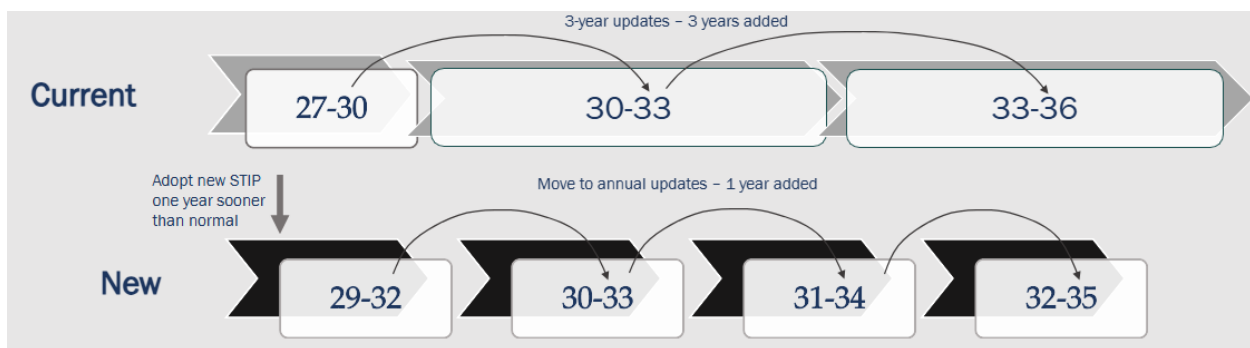 3-year updates – 3 years added
Current
27-30
30-33
33-36
Adopt new STIP
one year sooner
than normal
Move to annual updates – 1 year added
New
29-32
30-33
31-34
32-35